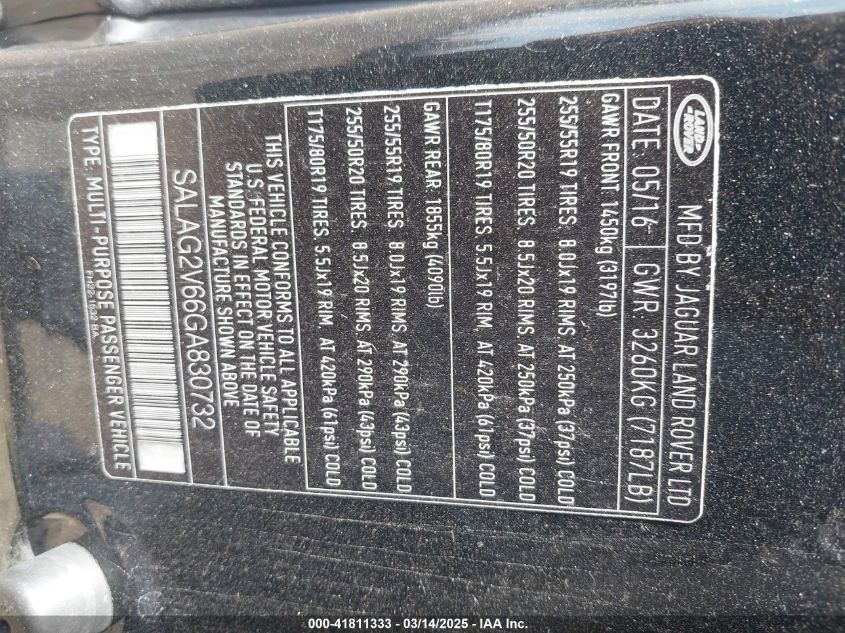 LAND ROVER
MFD BY JAGUAR LAND ROVER LTD
DATE: 05/16 GWR: 3260KG (7187LB)
GAWR FRONT: 1450kg (3197lb)
255/55R19 TIRES, 8.0Jx19 RIMS, AT 250kPa (37psi) COLD
255/50R20 TIRES, 8.5Jx20 RIMS, AT 250kPa (37psi) COLD
T175/80R19 TIRES, 5.5Jx19 RIM, AT 420kPa (61psi) COLD
GAWR REAR: 1855kg (4090lb)
255/55R19 TIRES, 8.0Jx19 RIMS, AT 290kPa (43psi) COLD
255/50R20 TIRES, 8.5Jx20 RIMS, AT 290kPa (43psi) COLD
T175/80R19 TIRES, 5.5Jx19 RIM, AT 420kPa (61psi) COLD
THIS VEHICLE CONFORMS TO ALL APPLICABLE
U.S. FEDERAL MOTOR VEHICLE SAFETY
STANDARDS IN EFFECT ON THE DATE OF
MANUFACTURE SHOWN ABOVE
SALAG2V66GA830732
TYPE: MULTI-PURPOSE PASSENGER VEHICLE
000-41811333 - 03/14/2025 - IAA Inc.